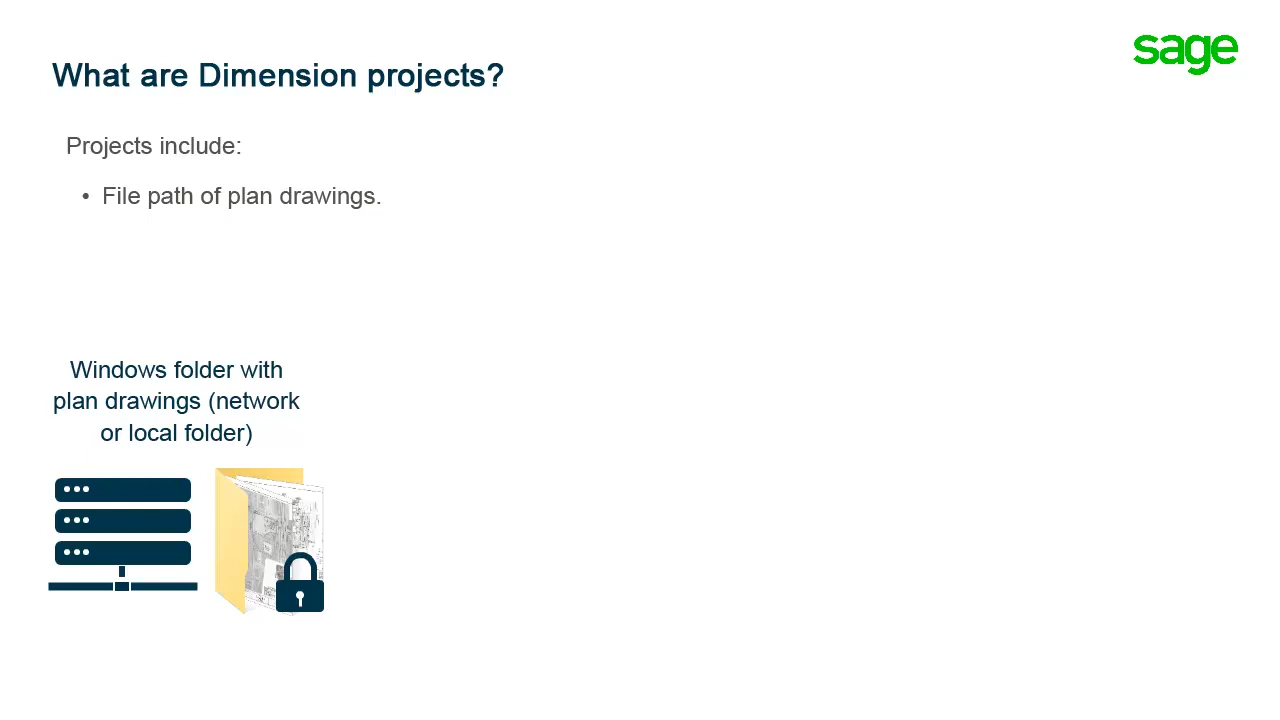 sage
What are Dimension projects?
Projects include:
• File path of plan drawings.
Windows folder with
plan drawings (network
or local folder)